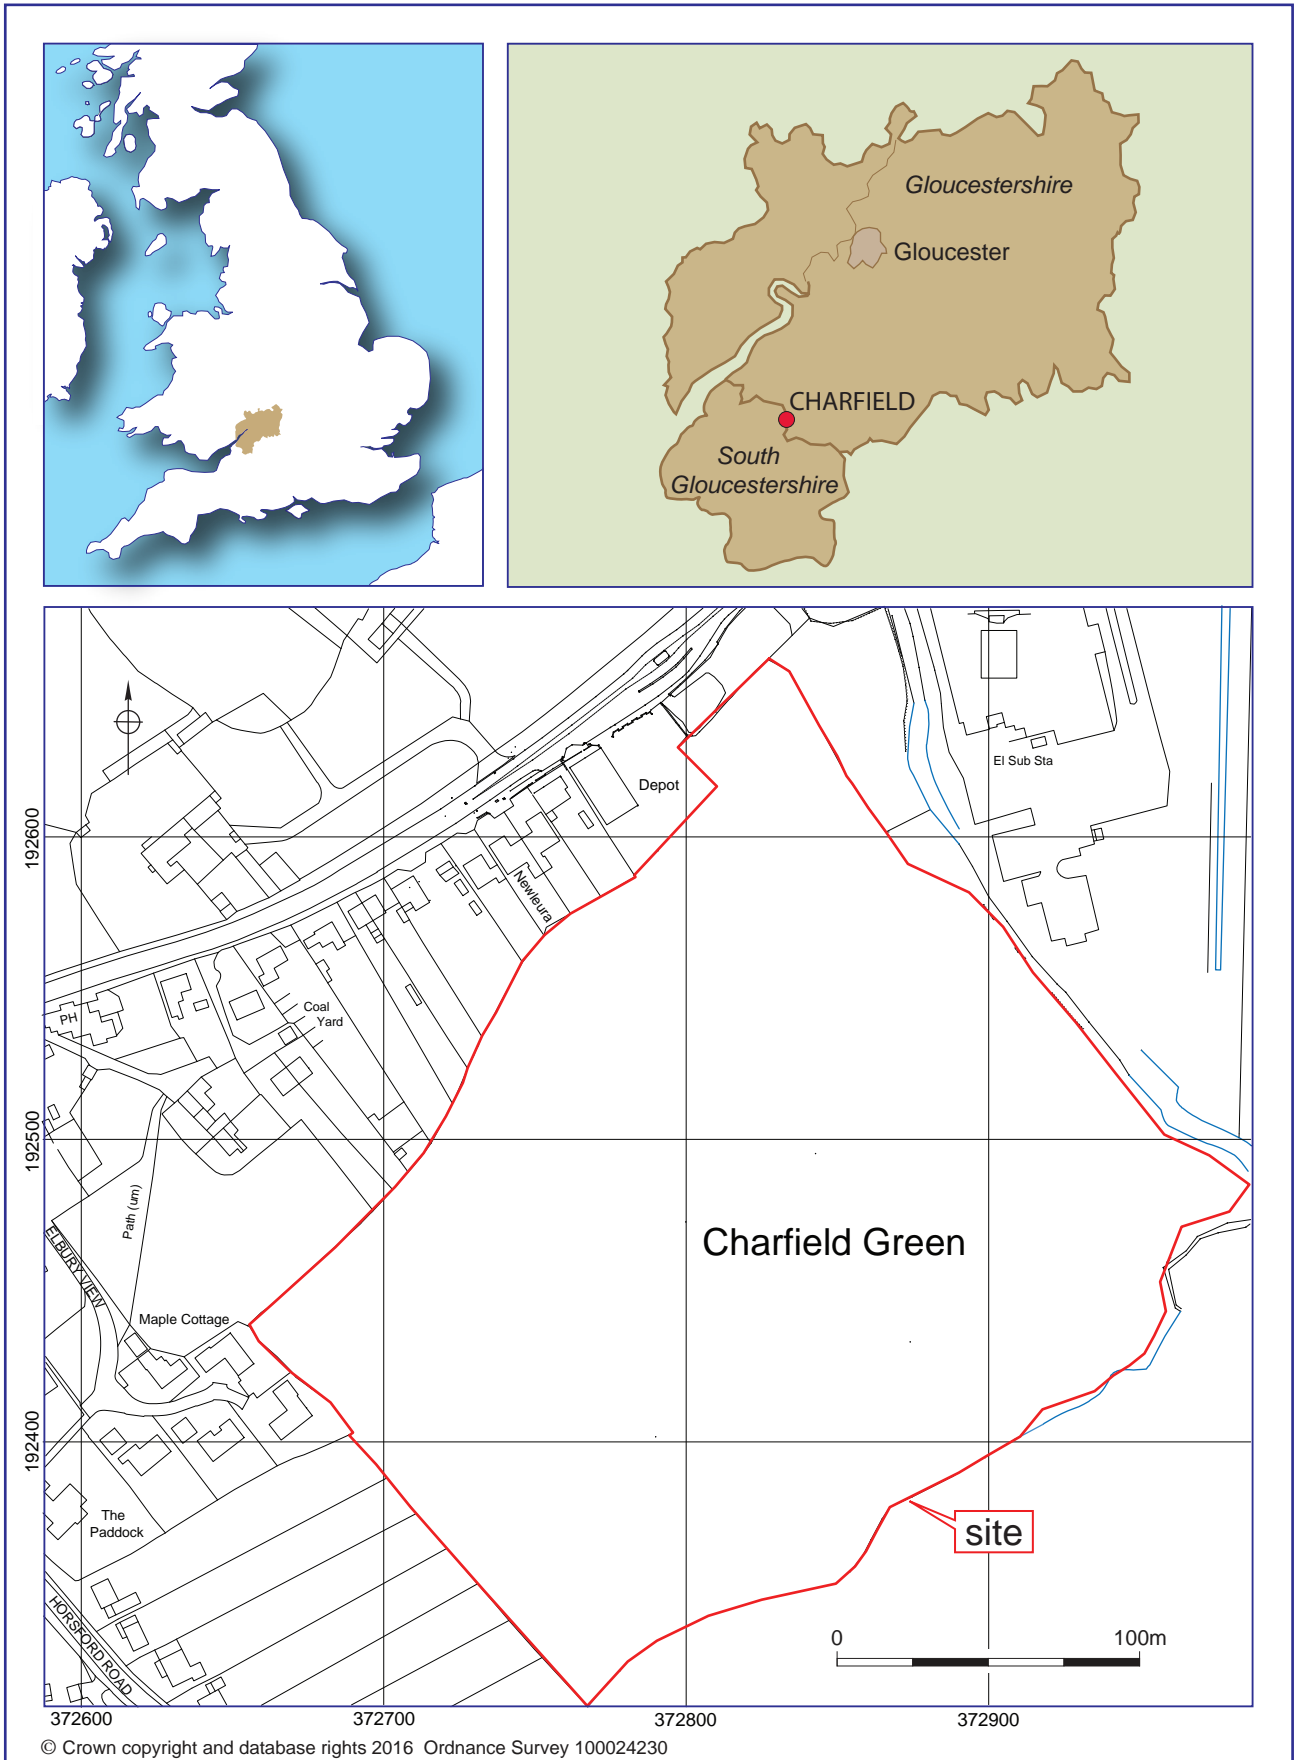 Gloucestershire
Gloucester
CHARFIELD
South
Gloucestershire
El Sub Sta
Depot
192600
Newleura
Coal
Yard
PH
192500
Path (um)
Charfield Green
ELBURY VIEW
Maple Cottage
192400
The
Paddock
site
HORSFORD ROAD
0 100m
372600 372700 372800 372900
© Crown copyright and database rights 2016 Ordnance Survey 100024230